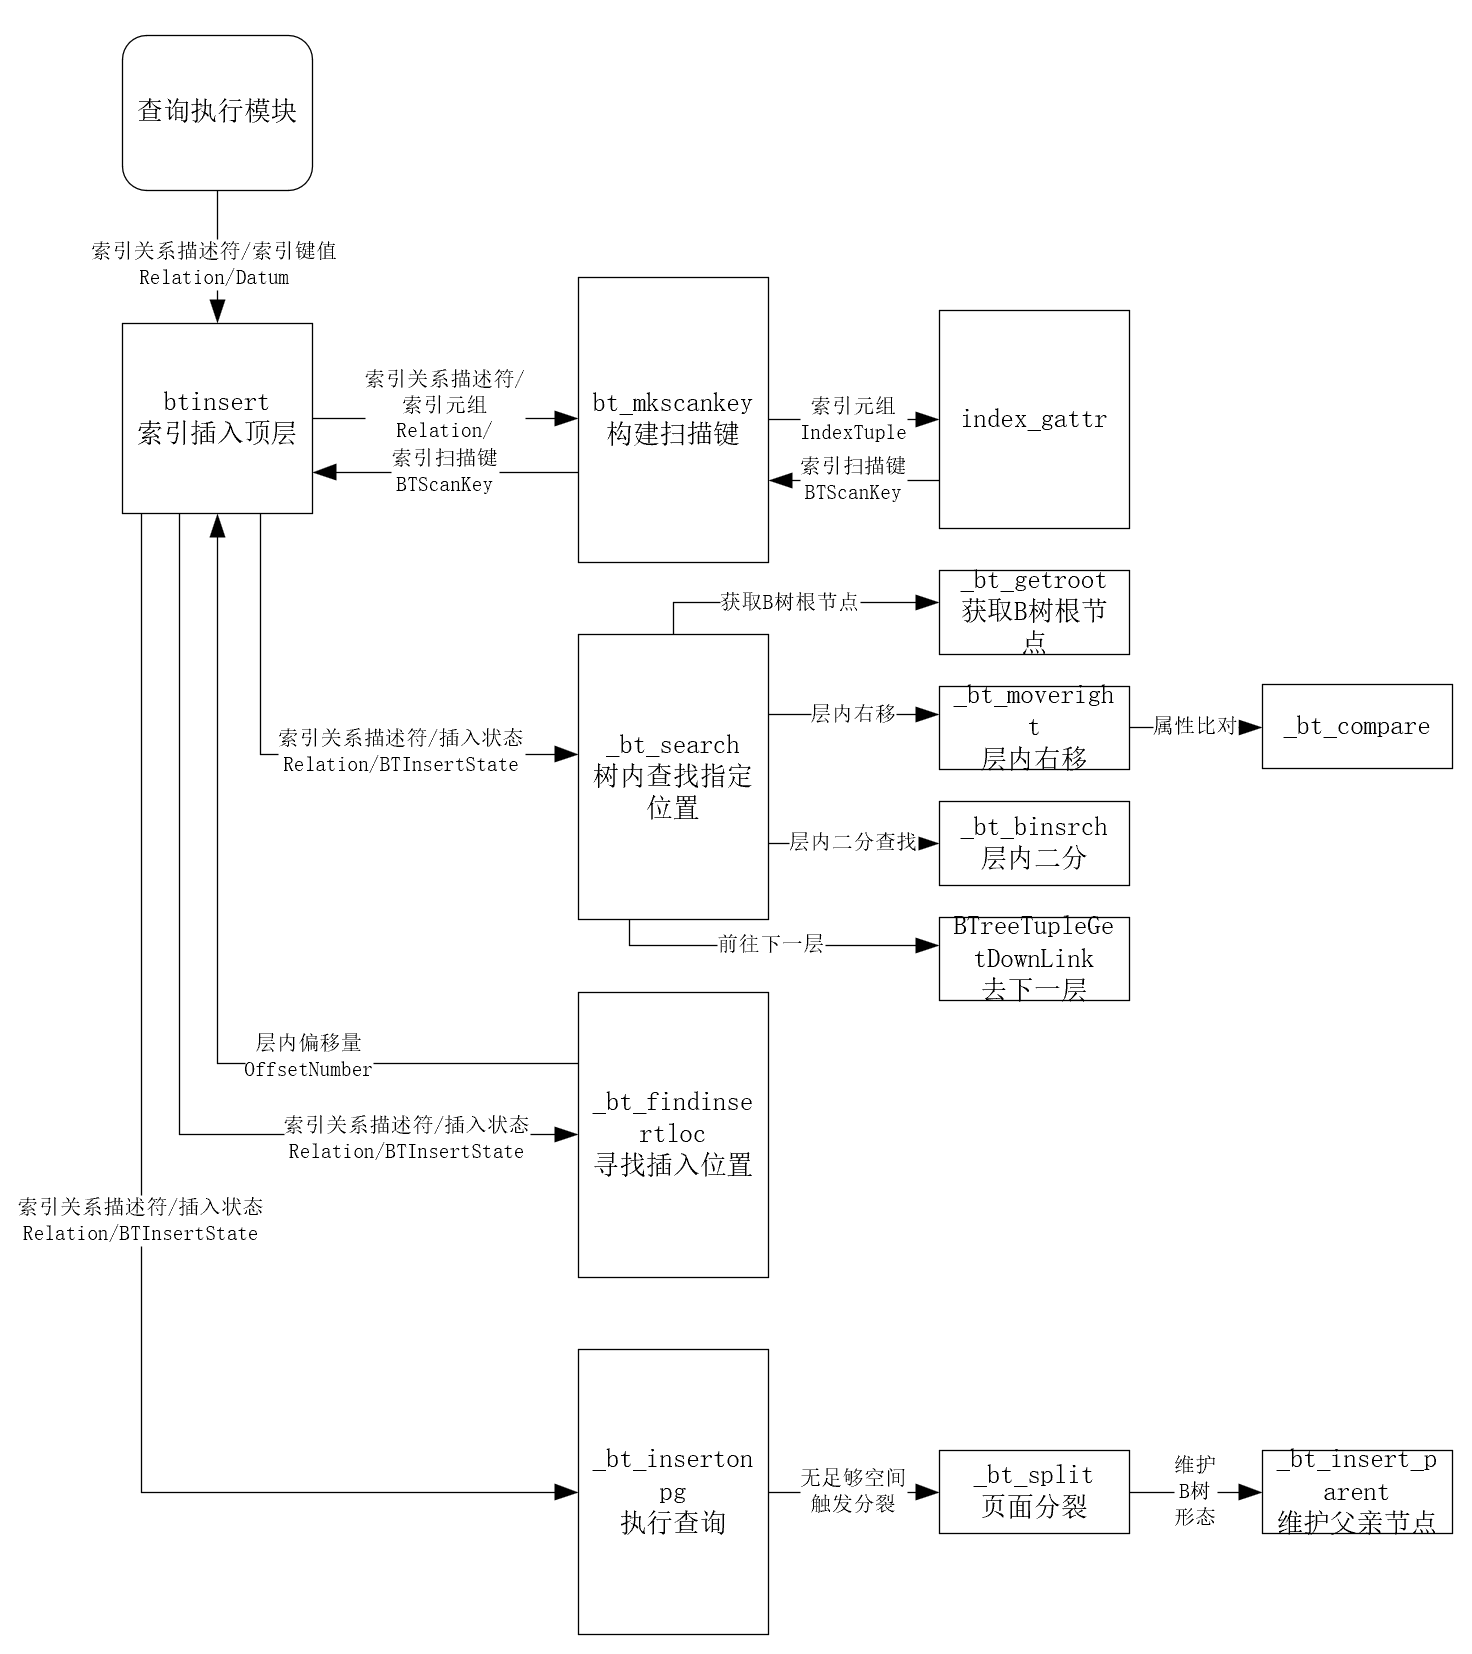 查询执行模块
索引关系描述符/索引键值
Relation/Datum
btinsert
索引插入顶层
索引关系描述符/
索引元组
Relation/
索引扫描键
BTScanKey
bt_mkscankey
构建扫描键
索引元组
IndexTuple
索引扫描键
BTScanKey
index_gattr
获取B树根节点
_bt_getroot
获取B树根节
点
索引关系描述符/插入状态
Relation/BTInsertState
_bt_search
树内查找指定
位置
层内右移
_bt_moverigh
t
层内右移
属性比对
_bt_compare
层内二分查找
_bt_binsrch
层内二分
前往下一层
BTreeTupleGe
tDownLink
去下一层
层内偏移量
OffsetNumber
索引关系描述符/插入状态
Relation/BTInsertState
_bt_findinse
rtloc
寻找插入位置
索引关系描述符/插入状态
Relation/BTInsertState
_bt_inserton
pg
执行查询
无足够空间
触发分裂
_bt_split
页面分裂
维护
B树
形态
_bt_insert_p
arent
维护父亲节点